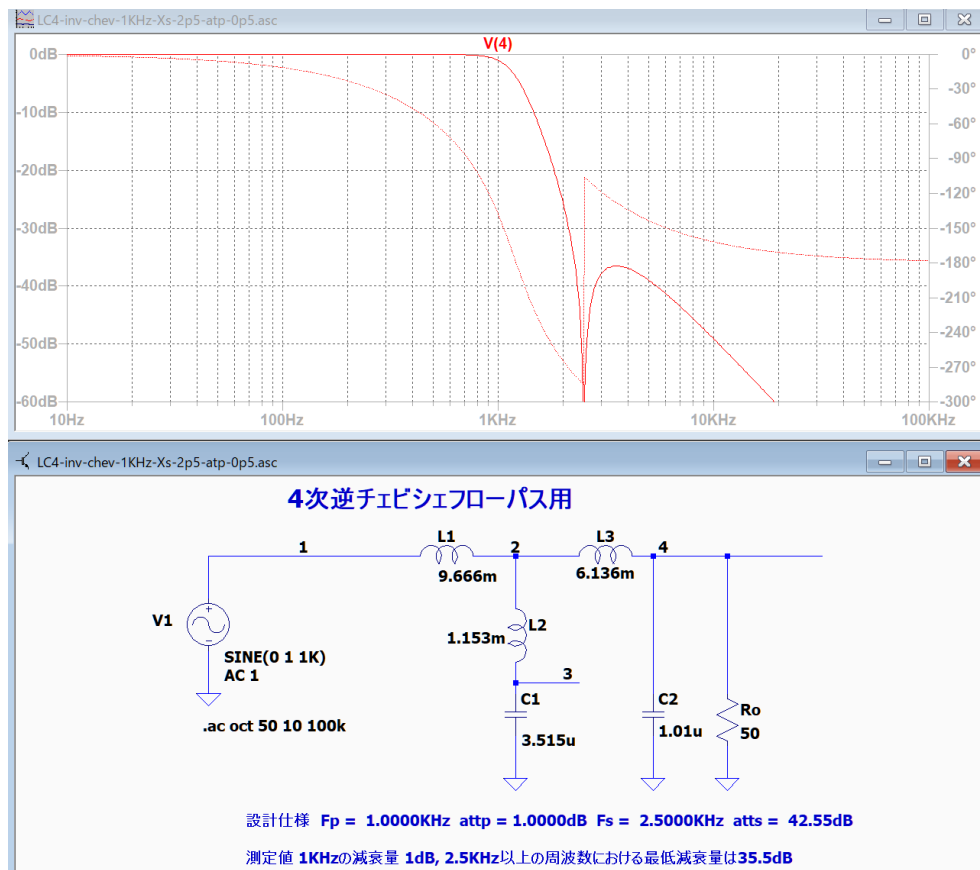 LC4-inv-chev-1KHz-Xs-2p5-atp-0p5.asc
V(4)
0dB
-10dB
-20dB
-30dB
-40dB
-50dB
-60dB
0°
-30°
-60°
-90°
-120°
-150°
-180°
-210°
-240°
-270°
-300°
10Hz 100Hz 1KHz 10KHz 100KHz
LC4-inv-chev-1KHz-Xs-2p5-atp-0p5.asc
4次逆チェビシェフローパス用
1
L1
9.666m
2
L3
6.136m
4
V1
SINE(0 1 1K)
AC 1
.ac oct 50 10 100k
L2
1.153m
3
C1
3.515u
C2
1.01u
Ro
50
設計仕様 Fp = 1.0000KHz attp = 1.0000dB Fs = 2.5000KHz atts = 42.55dB
測定値 1KHzの減衰量 1dB, 2.5KHz以上の周波数における最低減衰量は35.5dB